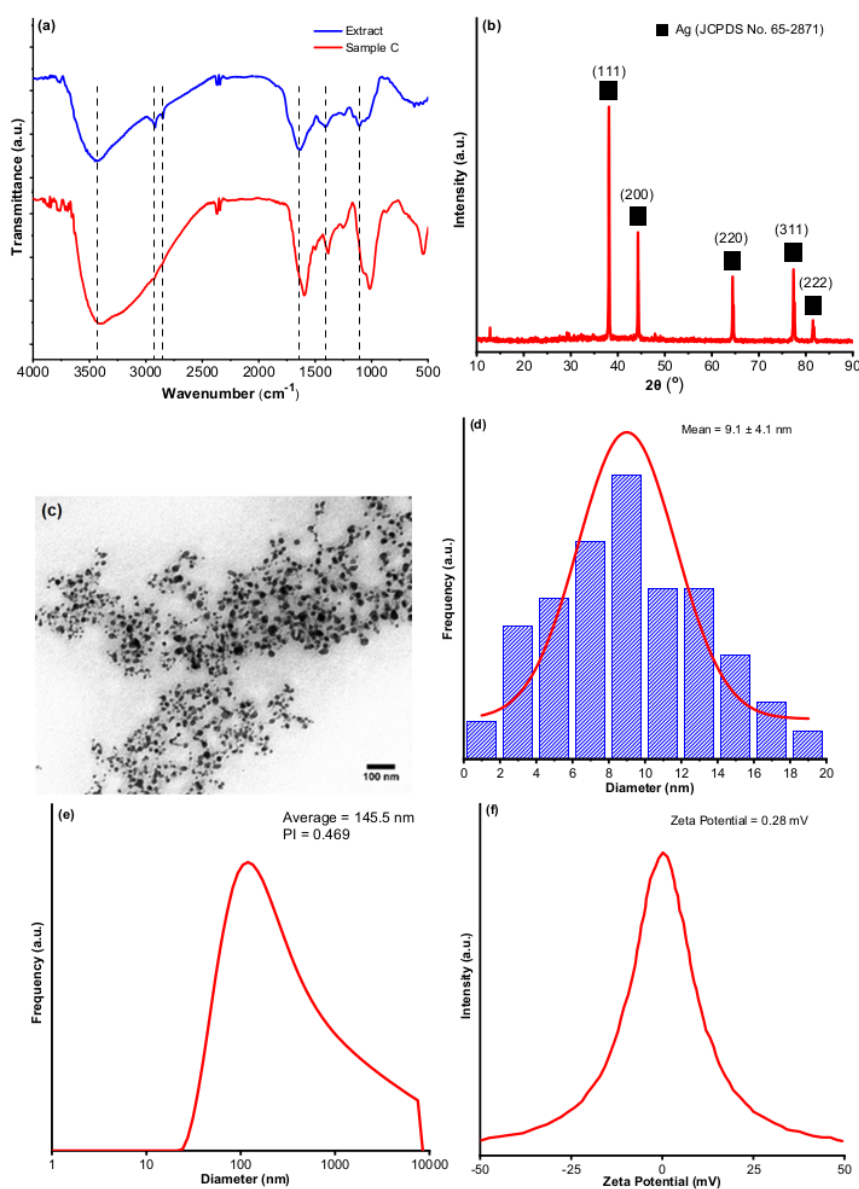 (a)
Extract
Sample C
Transmittance (a.u.)
4000 3500 3000 2500 2000 1500 1000 500
Wavenumber (cm⁻¹)
(b)
Ag (JCPDS No. 65-2871)
(111)
(200)
(220)
(311)
(222)
Intensity (a.u.)
10 20 30 40 50 60 70 80 90
2θ (°)
(c)
100 nm
(d)
Mean = 9.1 ± 4.1 nm
Frequency (a.u.)
0 2 4 6 8 10 12 14 16 18 20
Diameter (nm)
(e)
Average = 145.5 nm
PI = 0.469
Frequency (a.u.)
1 10 100 1000 10000
Diameter (nm)
(f)
Zeta Potential = 0.28 mV
Intensity (a.u.)
-50 -25 0 25 50
Zeta Potential (mV)